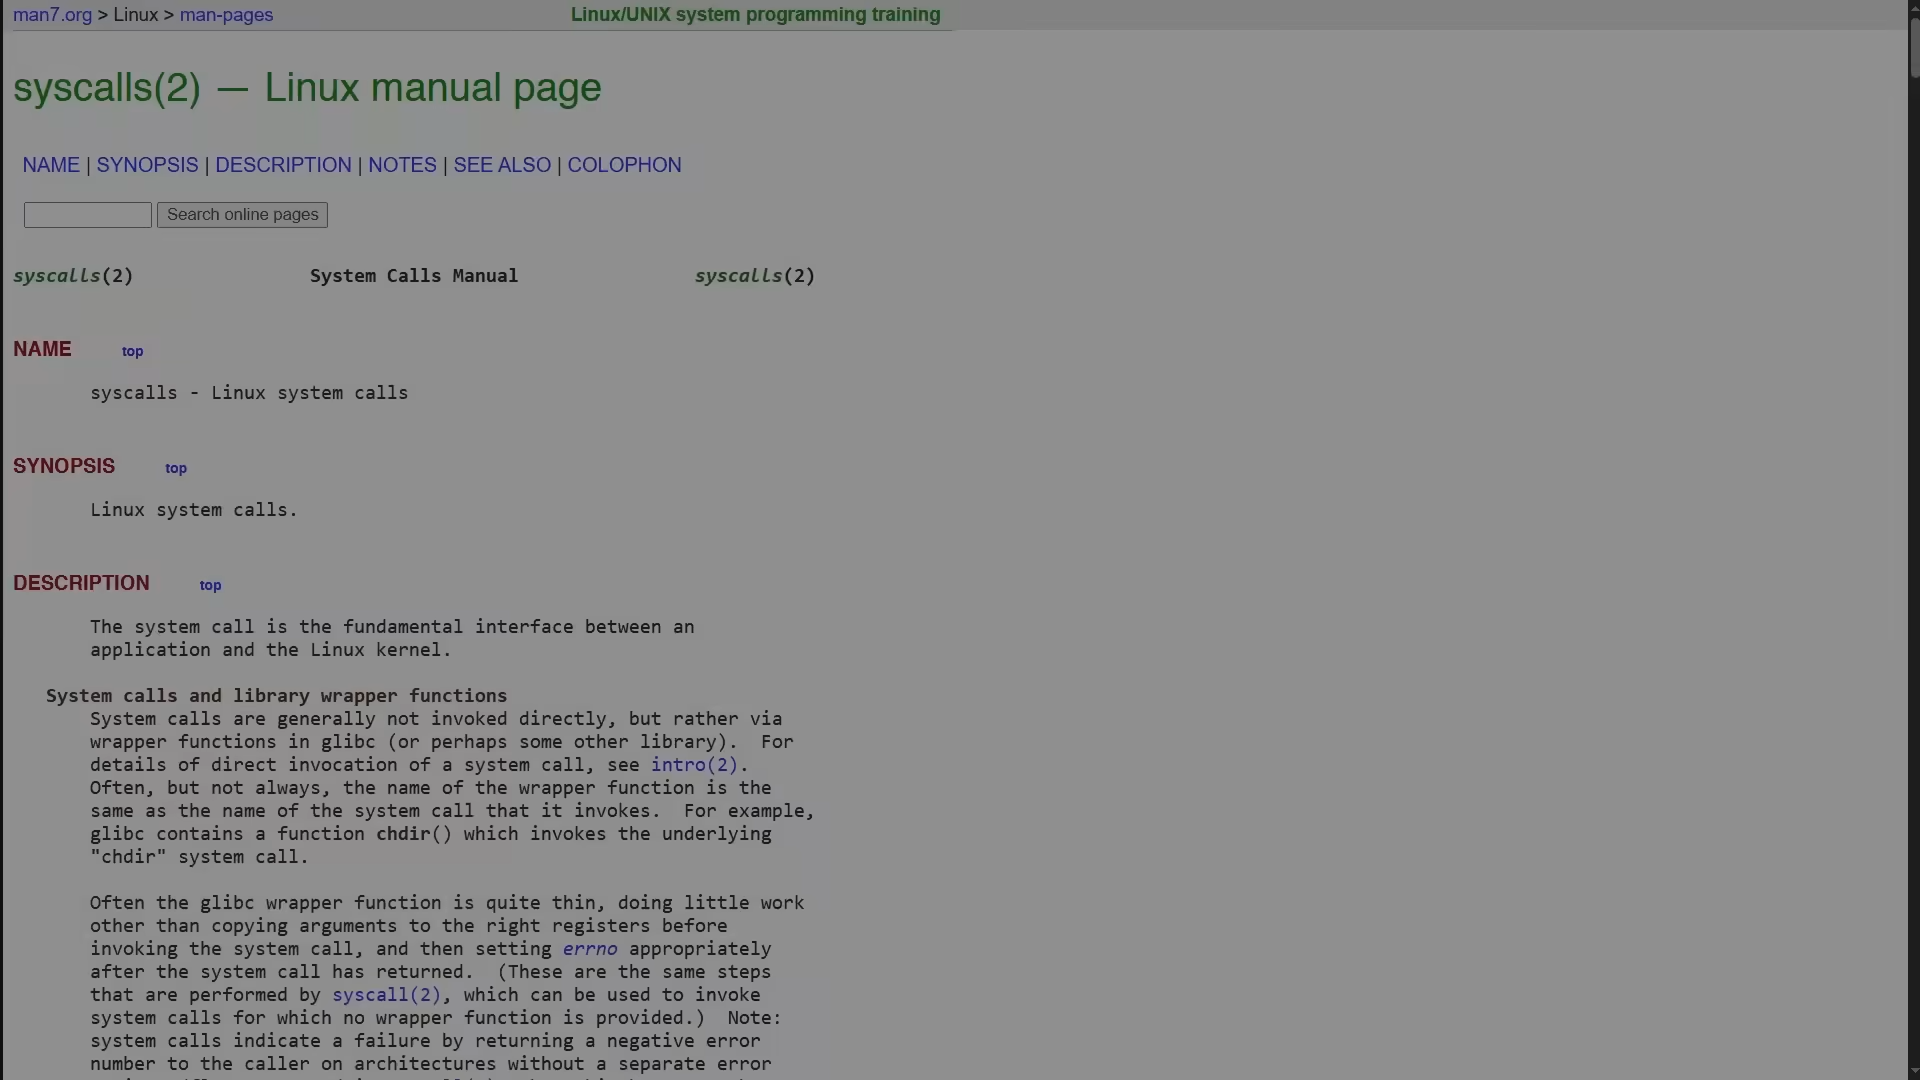 man7.org > Linux > man-pages Linux/UNIX system programming training
syscalls(2) — Linux manual page
NAME | SYNOPSIS | DESCRIPTION | NOTES | SEE ALSO | COLOPHON
Search online pages
syscalls(2) System Calls Manual syscalls(2)
NAME top
syscalls - Linux system calls
SYNOPSIS top
Linux system calls.
DESCRIPTION top
The system call is the fundamental interface between an
application and the Linux kernel.
System calls and library wrapper functions
System calls are generally not invoked directly, but rather via
wrapper functions in glibc (or perhaps some other library).  For
details of direct invocation of a system call, see intro(2).
Often, but not always, the name of the wrapper function is the
same as the name of the system call that it invokes.  For example,
glibc contains a function chdir() which invokes the underlying
"chdir" system call.
Often the glibc wrapper function is quite thin, doing little work
other than copying arguments to the right registers before
invoking the system call, and then setting errno appropriately
after the system call has returned.  (These are the same steps
that are performed by syscall(2), which can be used to invoke
system calls for which no wrapper function is provided.)  Note:
system calls indicate a failure by returning a negative error
number to the caller on architectures without a separate error